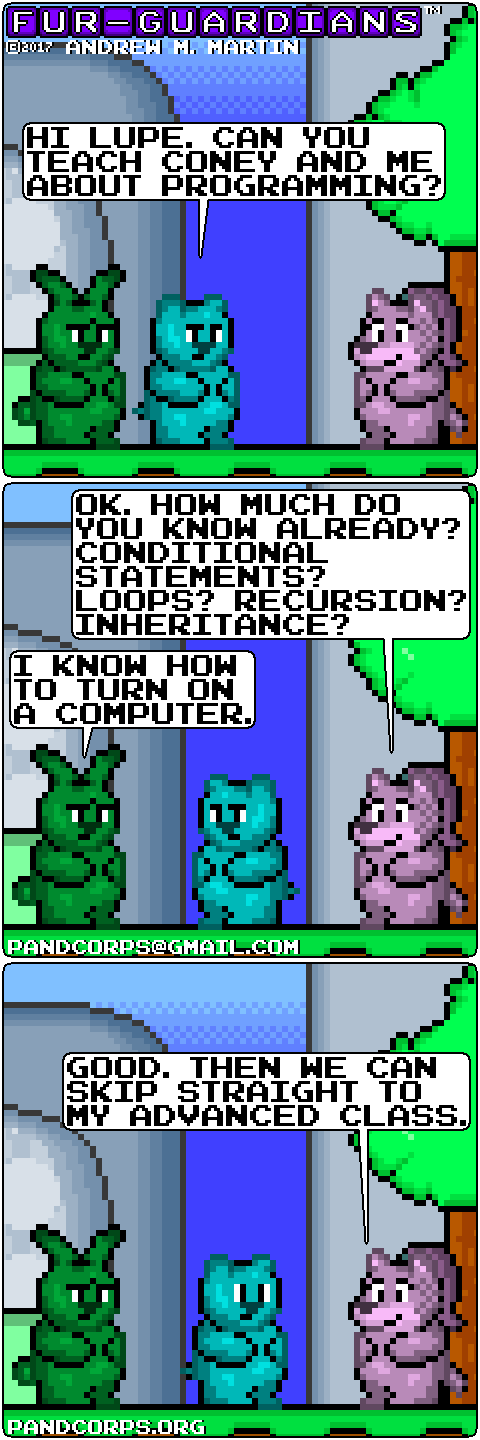 FUR-GUARDIANS™
©2017 ANDREW M. MARTIN
HI LUPE. CAN YOU
TEACH CONEY AND ME
ABOUT PROGRAMMING?
OK. HOW MUCH DO
YOU KNOW ALREADY?
CONDITIONAL
STATEMENTS?
LOOPS? RECURSION?
INHERITANCE?
I KNOW HOW
TO TURN ON
A COMPUTER.
PANDCORPS@GMAIL.COM
GOOD. THEN WE CAN
SKIP STRAIGHT TO
MY ADVANCED CLASS.
PANDCORPS.ORG